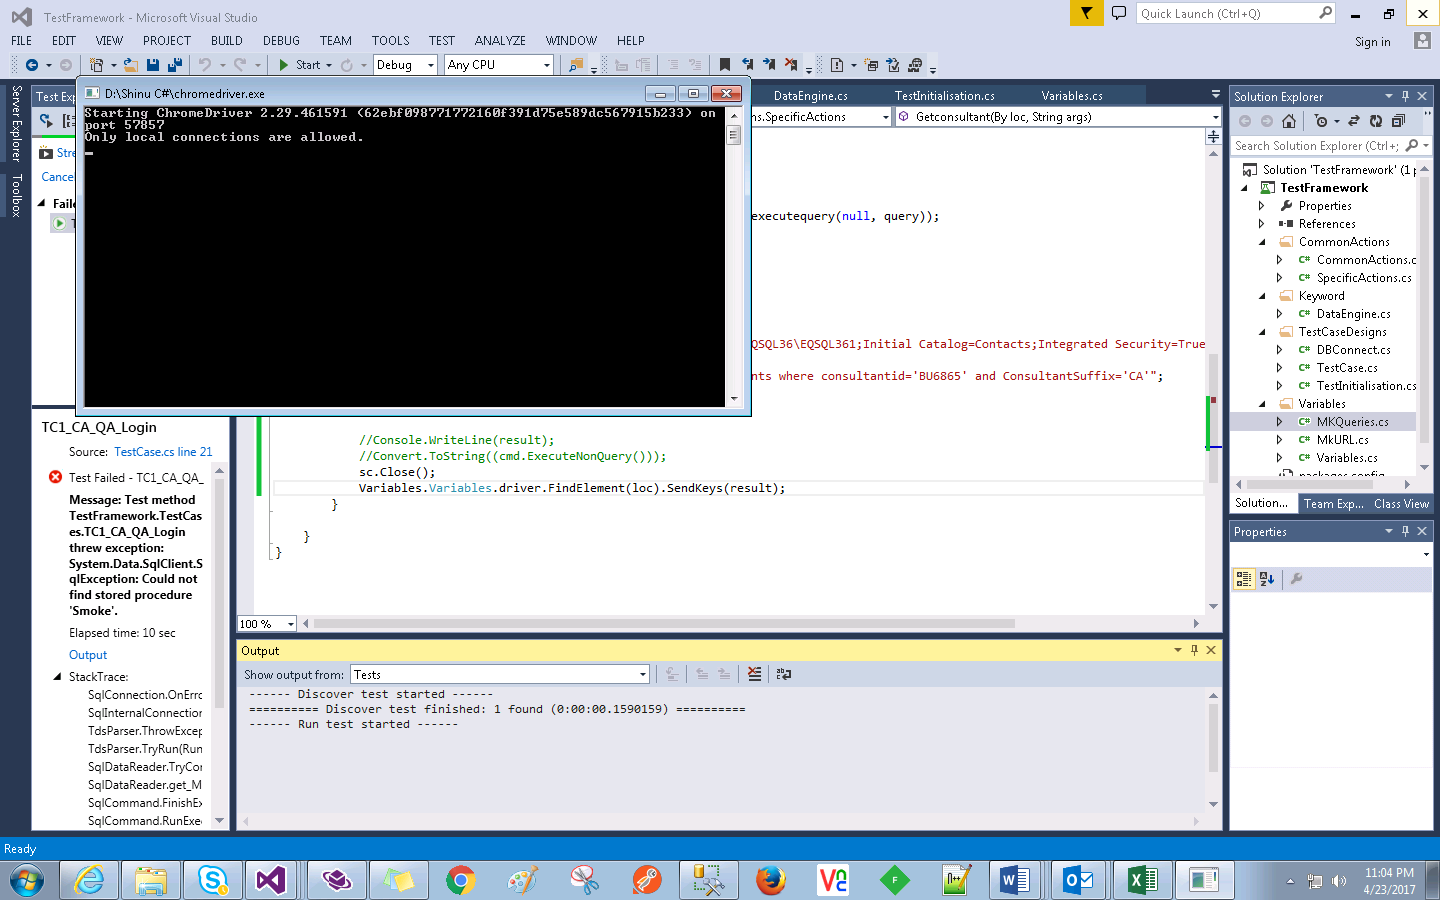 TestFramework - Microsoft Visual Studio
Quick Launch (Ctrl+Q)
FILE EDIT VIEW PROJECT BUILD DEBUG TEAM TOOLS TEST ANALYZE WINDOW HELP
Sign in
Start Debug Any CPU
D:\Shinu C#\chromedriver.exe
Starting ChromeDriver 2.29.461591 (62ebf098771772160f391d75e589dc567915b233) on
port 57857
Only local connections are allowed.
Server Explorer
Toolbox
Test Exp
Stre
Cance
Faile
T
DataEngine.cs TestInitialisation.cs Variables.cs
ns.SpecificActions Getconsultant(By loc, String args)
executequery(null, query));
QSQL36\EQSQL361;Initial Catalog=Contacts;Integrated Security=True
nts where consultantid='BU6865' and ConsultantSuffix='CA'";
//Console.WriteLine(result);
//Convert.ToString((cmd.ExecuteNonQuery()));
sc.Close();
Variables.Variables.driver.FindElement(loc).SendKeys(result);
}
}
}
100 %
TC1_CA_QA_Login
Source: TestCase.cs line 21
Test Failed - TC1_CA_QA_
Message: Test method
TestFramework.TestCas
es.TC1_CA_QA_Login
threw exception:
System.Data.SqlClient.S
qlException: Could not
find stored procedure
'Smoke'.
Elapsed time: 10 sec
Output
StackTrace:
SqlConnection.OnErro
SqlInternalConnection
TdsParser.ThrowExcep
TdsParser.TryRun(Run
SqlDataReader.TryCor
SqlDataReader.get_M
SqlCommand.FinishEx
SqlCommand.RunExe
Output
Show output from: Tests
------ Discover test started ------
========== Discover test finished: 1 found (0:00:00.1590159) ==========
------ Run test started ------
Solution Explorer
Search Solution Explorer (Ctrl+;
Solution 'TestFramework' (1 p
TestFramework
Properties
References
CommonActions
CommonActions.c
SpecificActions.cs
Keyword
DataEngine.cs
TestCaseDesigns
DBConnect.cs
TestCase.cs
TestInitialisation.cs
Variables
MKQueries.cs
MkURL.cs
Variables.cs
packages.config
Solution... Team Exp... Class View
Properties
Ready
11:04 PM
4/23/2017